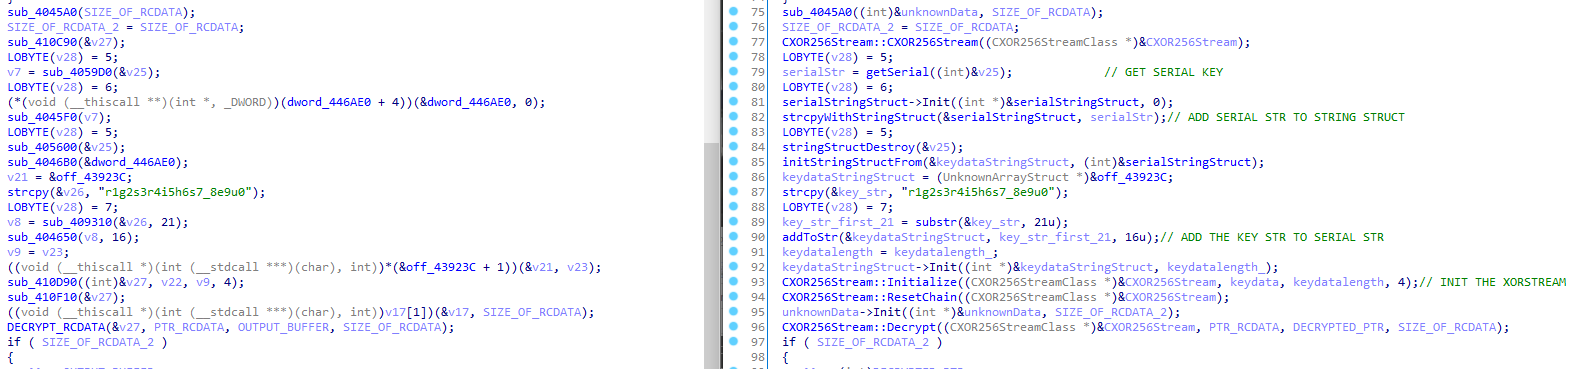 sub_4045A0(SIZE_OF_RCDATA);
SIZE_OF_RCDATA_2 = SIZE_OF_RCDATA;
sub_410C90(&v27);
LOBYTE(v28) = 5;
v7 = sub_4059D0(&v25);
LOBYTE(v28) = 6;
(*(void (__thiscall **)(int *, _DWORD))(dword_446AE0 + 4))(&dword_446AE0, 0);
sub_4045F0(v7);
LOBYTE(v28) = 5;
sub_405600(&v25);
sub_4046B0(&dword_446AE0);
v21 = &off_43923C;
strcpy(&v26, "r1g2s3r4i5h6s7_8e9u0");
LOBYTE(v28) = 7;
v8 = sub_409310(&v26, 21);
sub_404650(v8, 16);
v9 = v23;
((void (__thiscall *)(int (__stdcall ***)(char), int))*(&off_43923C + 1))(&v21, v23);
sub_410D90((int)&v27, v22, v9, 4);
sub_410F10(&v27);
((void (__thiscall *)(int (__stdcall ***)(char), int))v17[1])(&v17, SIZE_OF_RCDATA);
DECRYPT_RCDATA(&v27, PTR_RCDATA, OUTPUT_BUFFER, SIZE_OF_RCDATA);
if ( SIZE_OF_RCDATA_2 )
{
75 sub_4045A0((int)&unknownData, SIZE_OF_RCDATA);
76 SIZE_OF_RCDATA_2 = SIZE_OF_RCDATA;
77 CXOR256Stream::CXOR256Stream((CXOR256StreamClass *)&CXOR256Stream);
78 LOBYTE(v28) = 5;
79 serialStr = getSerial((int)&v25); // GET SERIAL KEY
80 LOBYTE(v28) = 6;
81 serialStringStruct->Init((int *)&serialStringStruct, 0);
82 strcpyWithStringStruct(&serialStringStruct, serialStr);// ADD SERIAL STR TO STRING STRUCT
83 LOBYTE(v28) = 5;
84 stringStructDestroy(&v25);
85 initStringStructFrom(&keydataStringStruct, (int)&serialStringStruct);
86 keydataStringStruct = (UnknownArrayStruct *)&off_43923C;
87 strcpy(&key_str, "r1g2s3r4i5h6s7_8e9u0");
88 LOBYTE(v28) = 7;
89 key_str_first_21 = substr(&key_str, 21u);
90 addToStr(&keydataStringStruct, key_str_first_21, 16u);// ADD THE KEY STR TO SERIAL STR
91 keydatalength = keydatalength_;
92 keydataStringStruct->Init((int *)&keydataStringStruct, keydatalength_);
93 CXOR256Stream::Initialize((CXOR256StreamClass *)&CXOR256Stream, keydata, keydatalength, 4);// INIT THE XORSTREAM
94 CXOR256Stream::ResetChain((CXOR256StreamClass *)&CXOR256Stream);
95 unknownData->Init((int *)&unknownData, SIZE_OF_RCDATA_2);
96 CXOR256Stream::Decrypt((CXOR256StreamClass *)&CXOR256Stream, PTR_RCDATA, DECRYPTED_PTR, SIZE_OF_RCDATA);
97 if ( SIZE_OF_RCDATA_2 )
98 {